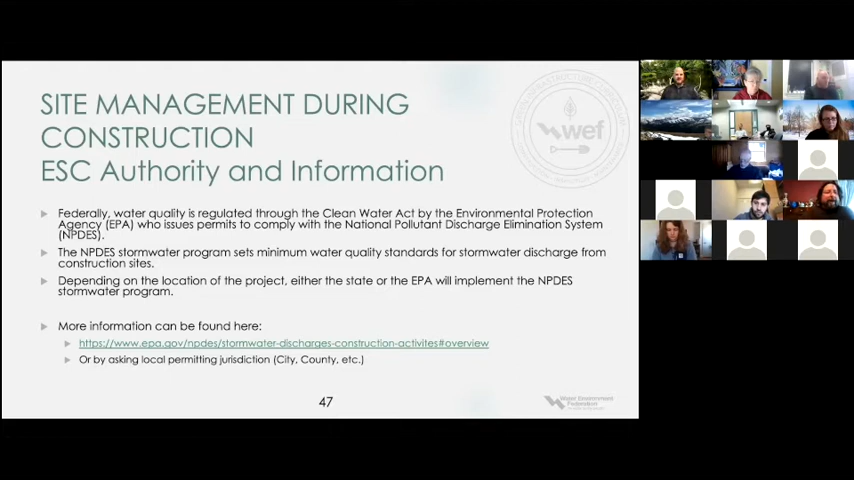 SITE MANAGEMENT DURING
CONSTRUCTION
ESC Authority and Information
wef
Federally, water quality is regulated through the Clean Water Act by the Environmental Protection
Agency (EPA) who issues permits to comply with the National Pollutant Discharge Elimination System
(NPDES).
The NPDES stormwater program sets minimum water quality standards for stormwater discharge from
construction sites.
Depending on the location of the project, either the state or the EPA will implement the NPDES
stormwater program.
More information can be found here:
https://www.epa.gov/npdes/stormwater-discharges-construction-activites#overview
Or by asking local permitting jurisdiction (City, County, etc.)
47
Water Environment
Federation